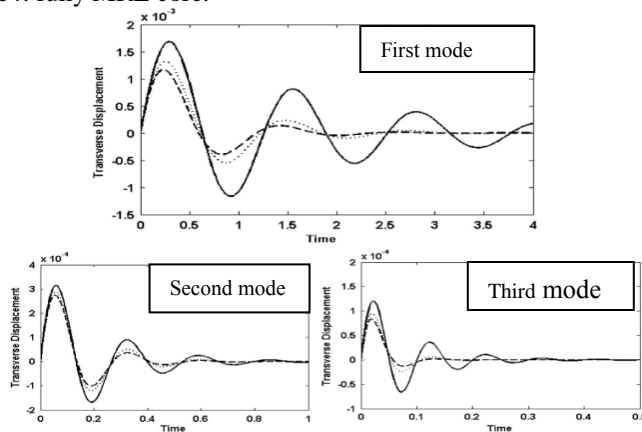 fully MRE core.
× 10⁻³
2
1.5
1
0.5
0
-0.5
-1
-1.5
Transverse Displacement
First mode
0 0.5 1 1.5 2 2.5 3 3.5 4
Time
× 10⁻⁴
4
3
2
1
0
-1
-2
Transverse Displacement
Second mode
0 0.2 0.4 0.6 0.8 1
Time
× 10⁻⁴
2
1
0
-1
Transverse Displacement
Third mode
0 0.1 0.2 0.3 0.4 0.5
Time